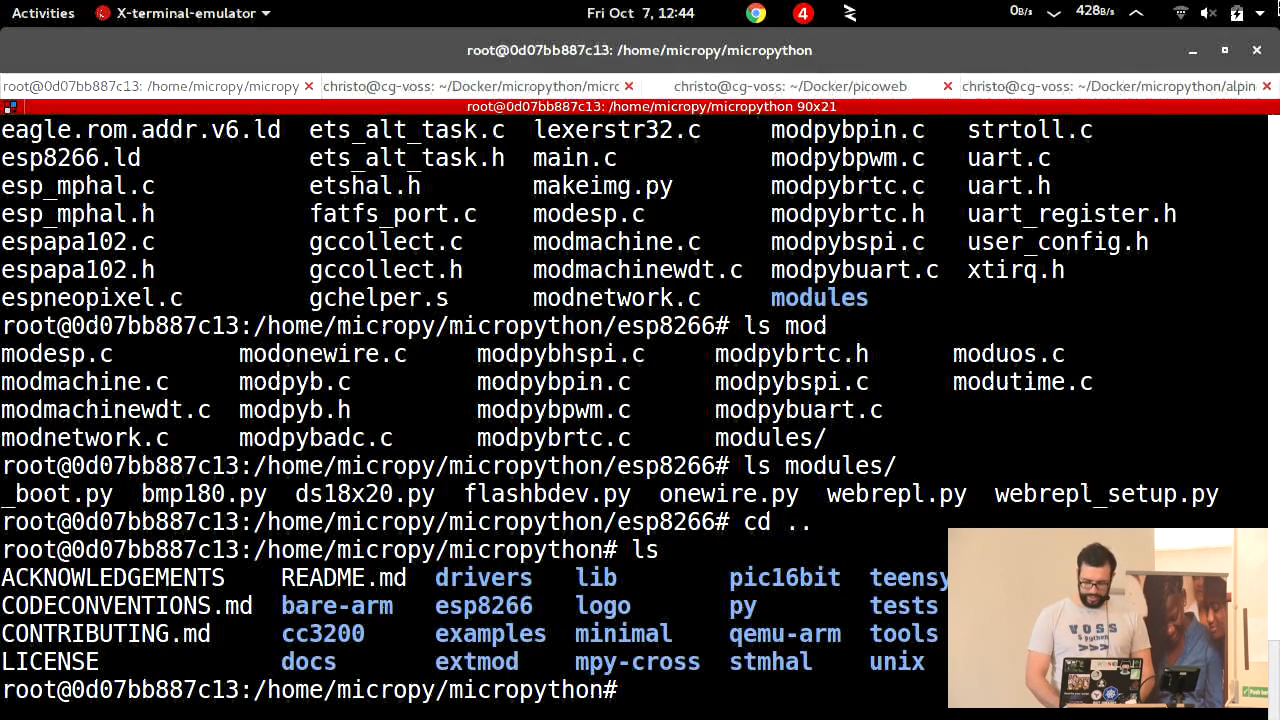 Activities X-terminal-emulator Fri Oct 7, 12:44 4 0B/s 428B/s
root@0d07bb887c13: /home/micropy/micropython
root@0d07bb887c13: /home/micropy/micropy christo@cg-voss: ~/Docker/micropython/micro christo@cg-voss: ~/Docker/picoweb christo@cg-voss: ~/Docker/micropython/alpin
root@0d07bb887c13: /home/micropy/micropython 90x21
eagle.rom.addr.v6.ld ets_alt_task.c lexerstr32.c modpybpin.c strtoll.c
esp8266.ld ets_alt_task.h main.c modpybpwm.c uart.c
esp_mphal.c etshal.h makeimg.py modpybrtc.c uart.h
esp_mphal.h fatfs_port.c modesp.c modpybrtc.h uart_register.h
espapa102.c gccollect.c modmachine.c modpybspi.c user_config.h
espapa102.h gccollect.h modmachinewdt.c modpybuart.c xtirq.h
espneopixel.c gchelper.s modnetwork.c modules
root@0d07bb887c13:/home/micropy/micropython/esp8266# ls mod
modesp.c modonewire.c modpybhspi.c modpybrtc.h moduos.c
modmachine.c modpyb.c modpybpin.c modpybspi.c modutime.c
modmachinewdt.c modpyb.h modpybpwm.c modpybuart.c
modnetwork.c modpybadc.c modpybrtc.c modules/
root@0d07bb887c13:/home/micropy/micropython/esp8266# ls modules/
_boot.py bmp180.py ds18x20.py flashbdev.py onewire.py webrepl.py webrepl_setup.py
root@0d07bb887c13:/home/micropy/micropython/esp8266# cd ..
root@0d07bb887c13:/home/micropy/micropython# ls
ACKNOWLEDGEMENTS README.md drivers lib pic16bit teensy
CODECONVENTIONS.md bare-arm esp8266 logo py tests
CONTRIBUTING.md cc3200 examples minimal qemu-arm tools
LICENSE docs extmod mpy-cross stmhal unix
root@0d07bb887c13:/home/micropy/micropython#
VOSS
Python
>>>